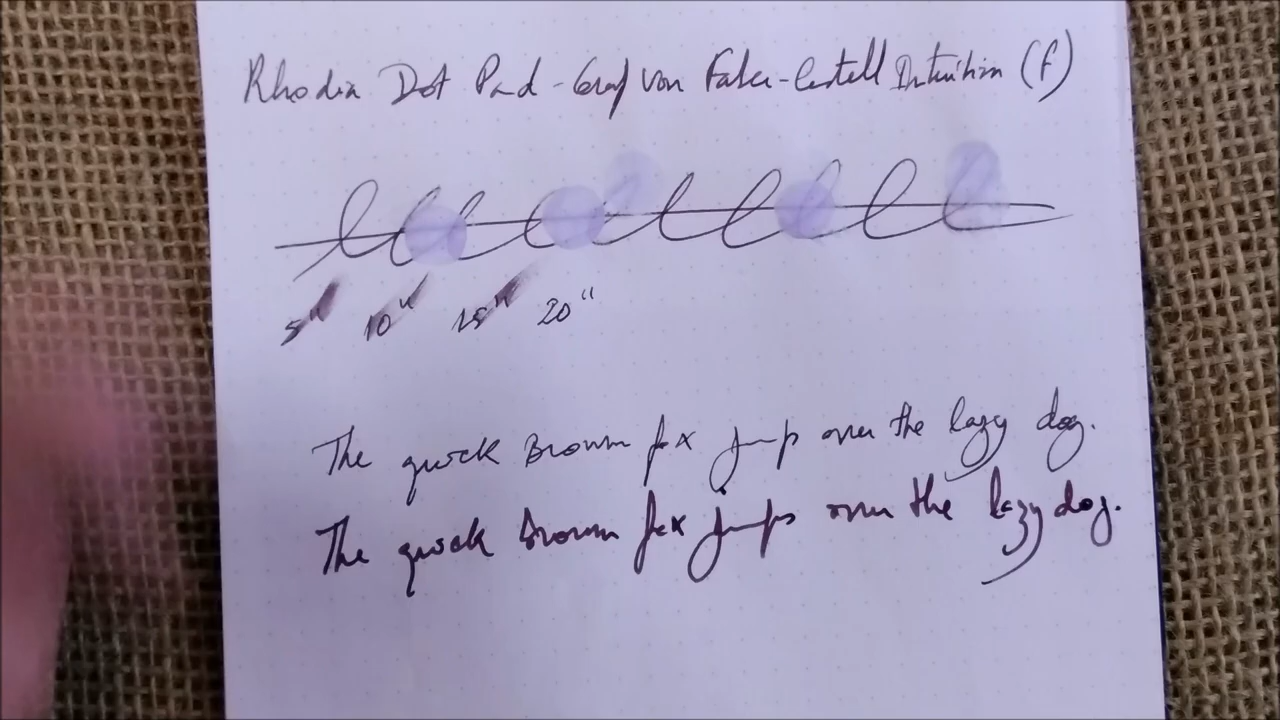 Rhodia Dot Pad - Graf von Faber-Castell Intuition (f)
5" 10" 15" 20"
The quick Brown fox jump over the lazy dog.
The quick Brown fox jumps over the lazy dog.